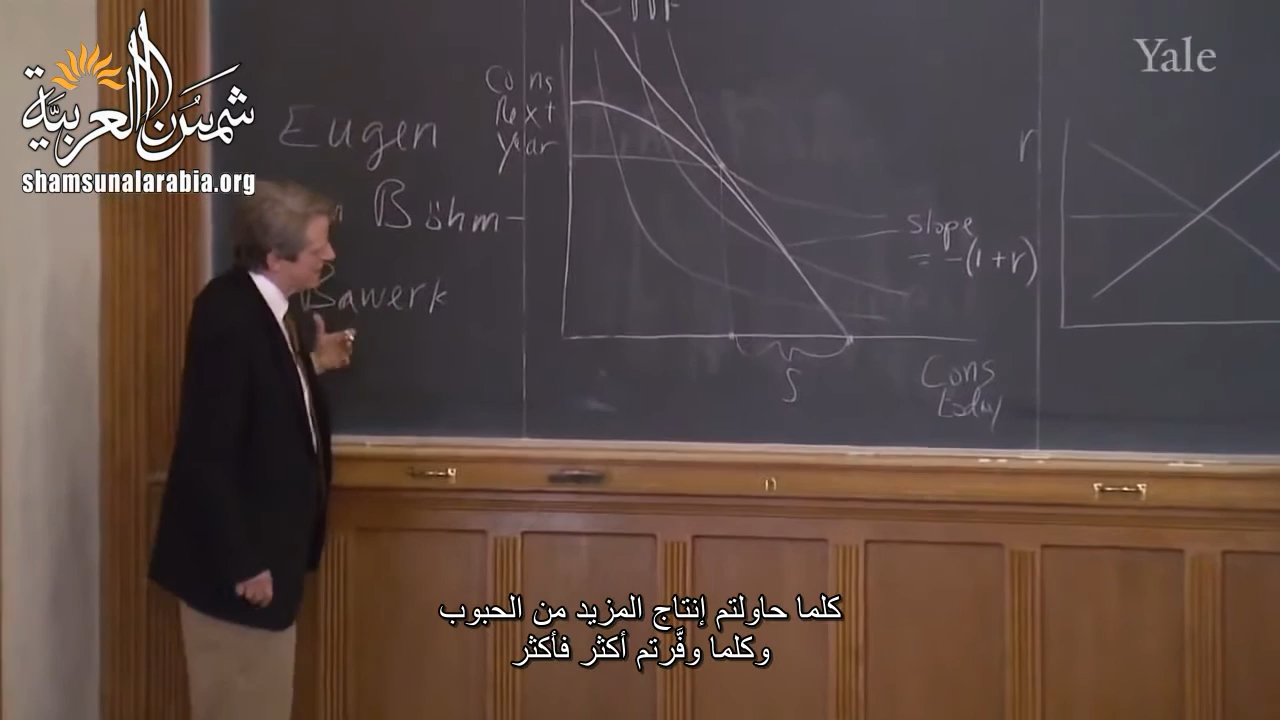 شمسُ العربيّة
shamsunalarabia.org
Yale
Eugen
Böhm-
Bawerk
PPF
Cons
Next
Year
slope
= -(1+r)
S
Cons
Today
r
كلما حاولتم إنتاج المزيد من الحبوب
وكلما وفَّرتم أكثر فأكثر